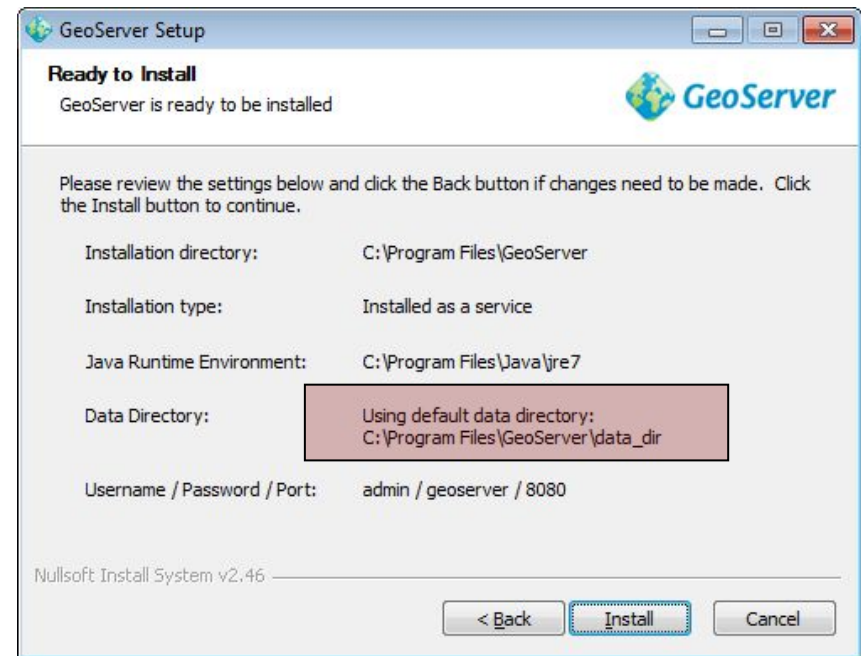 GeoServer Setup
Ready to Install
GeoServer is ready to be installed
GeoServer
Please review the settings below and click the Back button if changes need to be made. Click
the Install button to continue.
Installation directory: C:\Program Files\GeoServer
Installation type: Installed as a service
Java Runtime Environment: C:\Program Files\Java\jre7
Data Directory: Using default data directory:
C:\Program Files\GeoServer\data_dir
Username / Password / Port: admin / geoserver / 8080
Nullsoft Install System v2.46
< Back Install Cancel